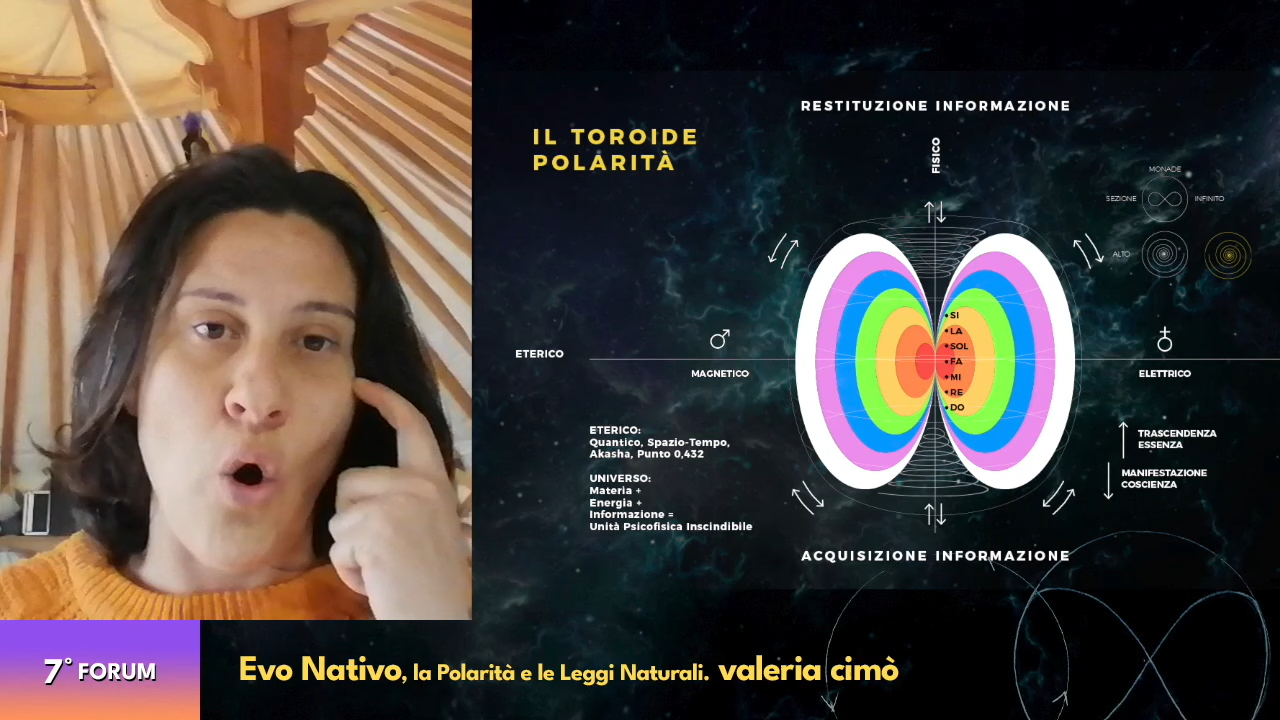 RESTITUZIONE INFORMAZIONE
IL TOROIDE
POLARITÀ
FISICO
MONADE
SEZIONE
INFINITO
ALTO
•SI
•LA
•SOL
•FA
•MI
•RE
•DO
ETERICO
♂
MAGNETICO
ELETTRICO
ETERICO:
Quantico, Spazio-Tempo,
Akasha, Punto 0,432
UNIVERSO:
Materia +
Energia +
Informazione =
Unità Psicofisica Inscindibile
TRASCENDENZA
ESSENZA
MANIFESTAZIONE
COSCIENZA
ACQUISIZIONE INFORMAZIONE
7° FORUM
Evo Nativo, la Polarità e le Leggi Naturali. valeria cimò